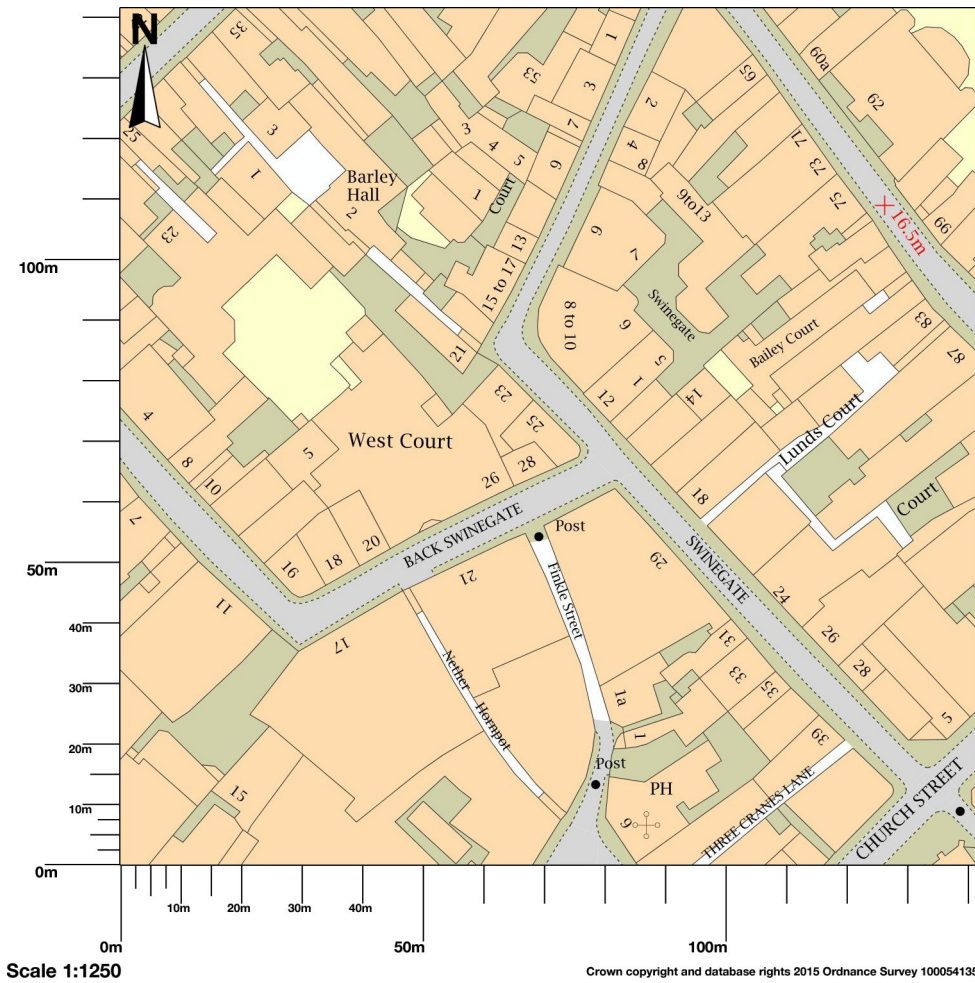 N
35
53
1
3
7
9
2
4
8
65
60a
62
71
73
75
66
16.5m
25
3
1
23
Barley
Hall
2
3
4
5
1
Court
13
15 to 17
21
9to13
9
7
6
5
1
Swinegate
8 to 10
12
14
Bailey Court
83
87
100m
23
25
28
26
West Court
5
4
8
10
7
16
18
20
18
Lunds Court
Court
BACK SWINEGATE
Post
SWINEGATE
50m
11
17
21
29
Finkle Street
24
26
28
5
40m
30m
20m
10m
0m
Nether Hornpot
31
33
35
39
1a
1
Post
PH
6
15
THREE CRANES LANE
CHURCH STREET
10m
20m
30m
40m
0m
50m
100m
Scale 1:1250
Crown copyright and database rights 2015 Ordnance Survey 100054135